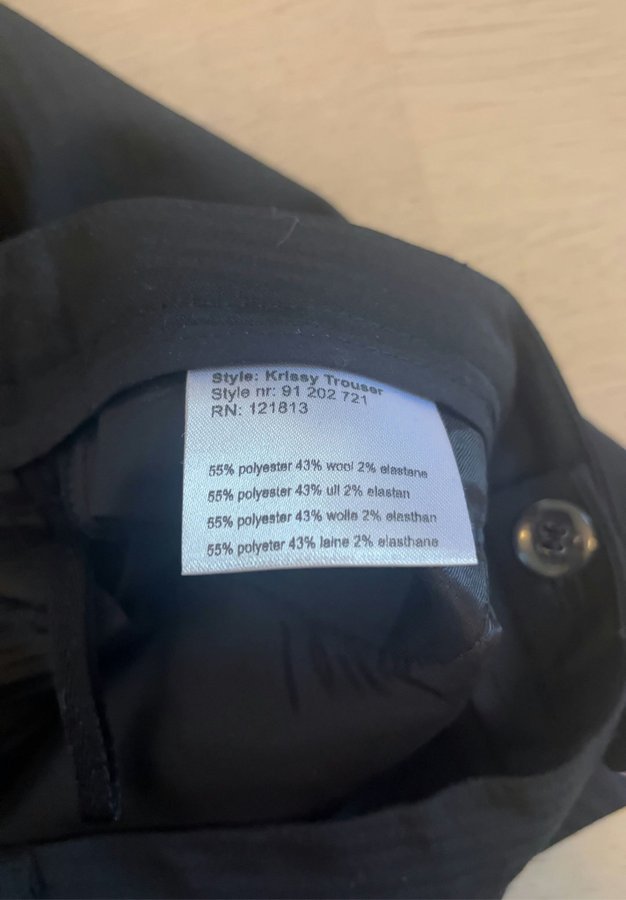 Style: Krissy Trouser
Style nr: 91 202 721
RN: 121813
55% polyester 43% wool 2% elastane
55% polyester 43% ull 2% elastan
55% polyester 43% wolle 2% elasthan
55% polyester 43% laine 2% elasthane